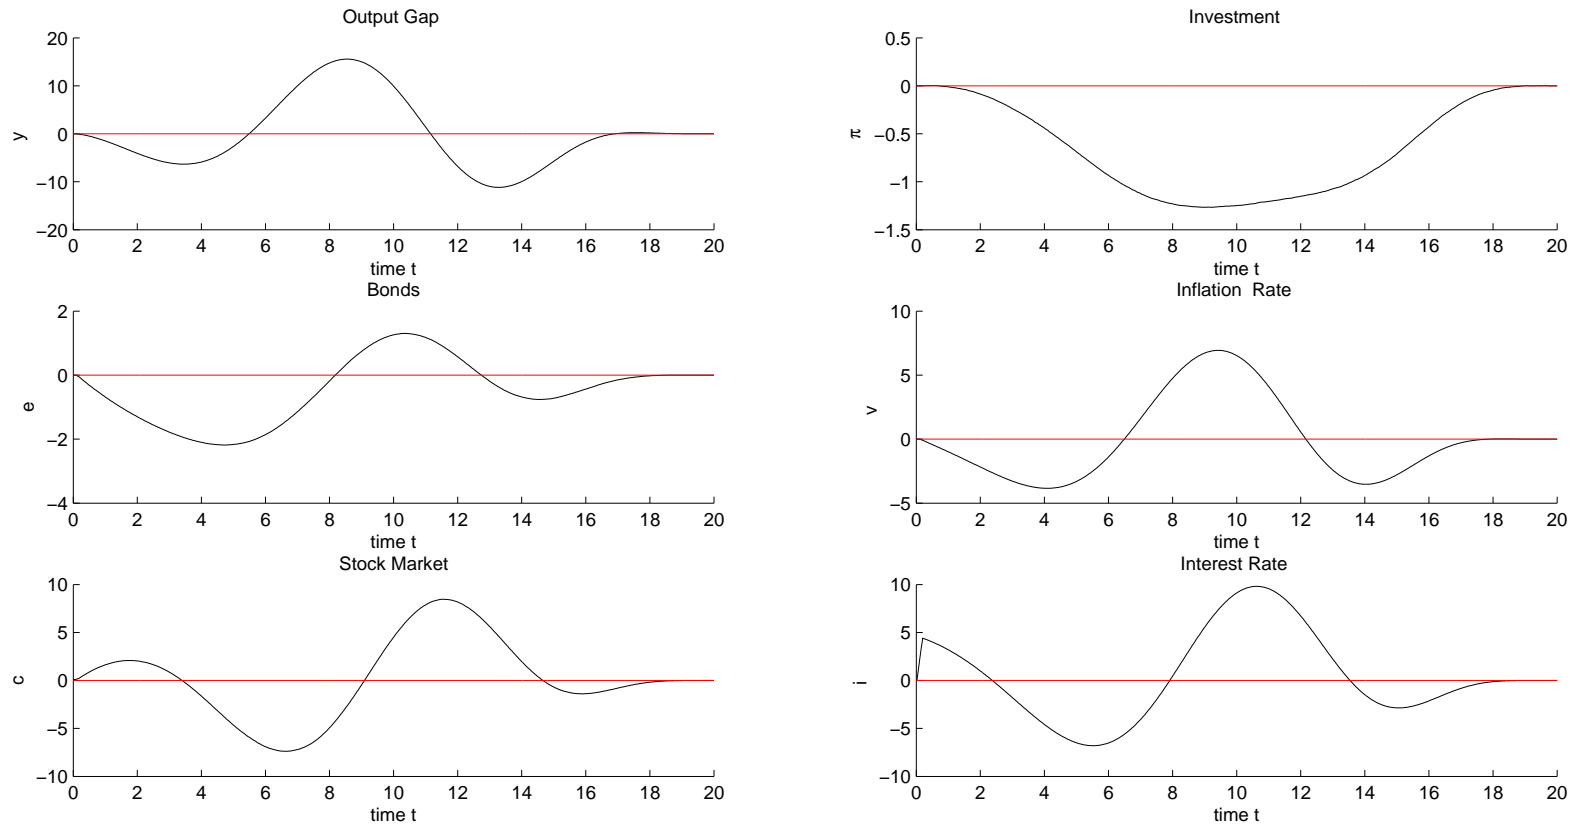 Output Gap
20
10
0
−10
−20
y
0 2 4 6 8 10 12 14 16 18 20
time t
Investment
0.5
0
−0.5
−1
−1.5
π
0 2 4 6 8 10 12 14 16 18 20
time t
Bonds
2
0
−2
−4
e
0 2 4 6 8 10 12 14 16 18 20
time t
Inflation Rate
10
5
0
−5
v
0 2 4 6 8 10 12 14 16 18 20
time t
Stock Market
10
5
0
−5
−10
c
0 2 4 6 8 10 12 14 16 18 20
time t
Interest Rate
10
5
0
−5
−10
i
0 2 4 6 8 10 12 14 16 18 20
time t